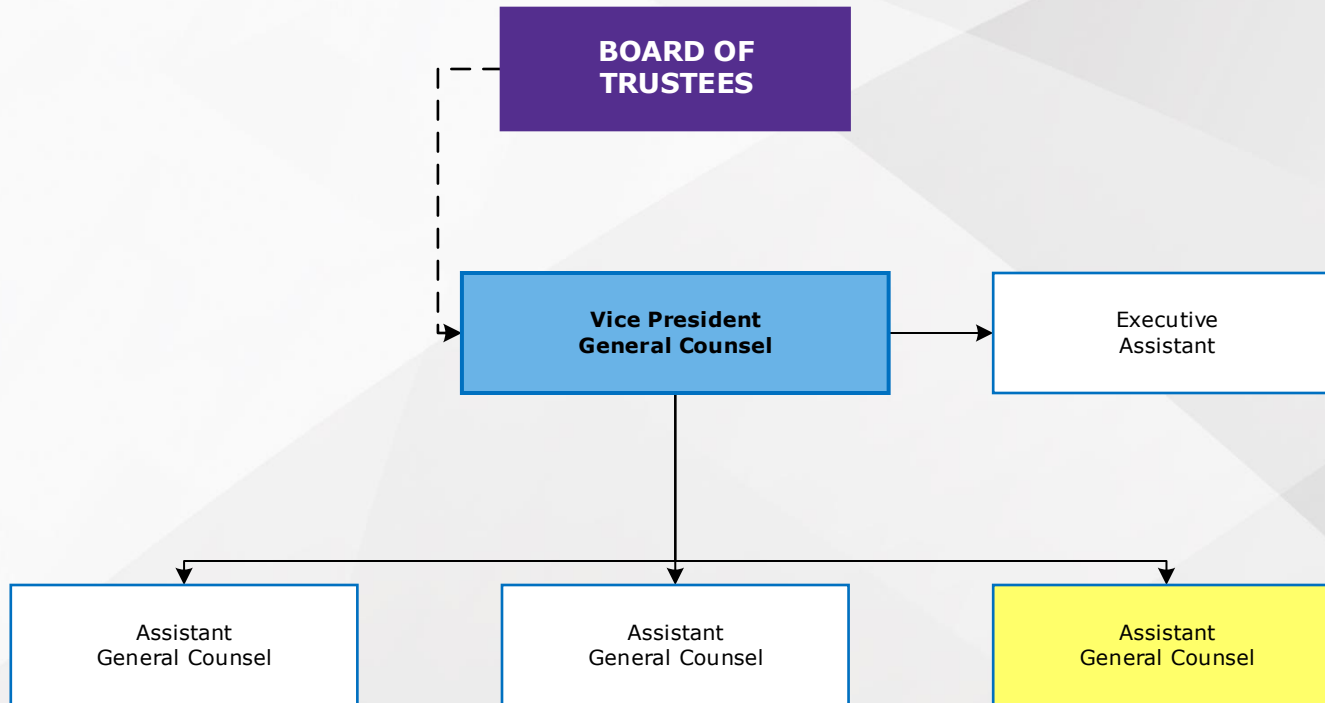 BOARD OF
TRUSTEES
Vice President
General Counsel
Executive
Assistant
Assistant
General Counsel
Assistant
General Counsel
Assistant
General Counsel